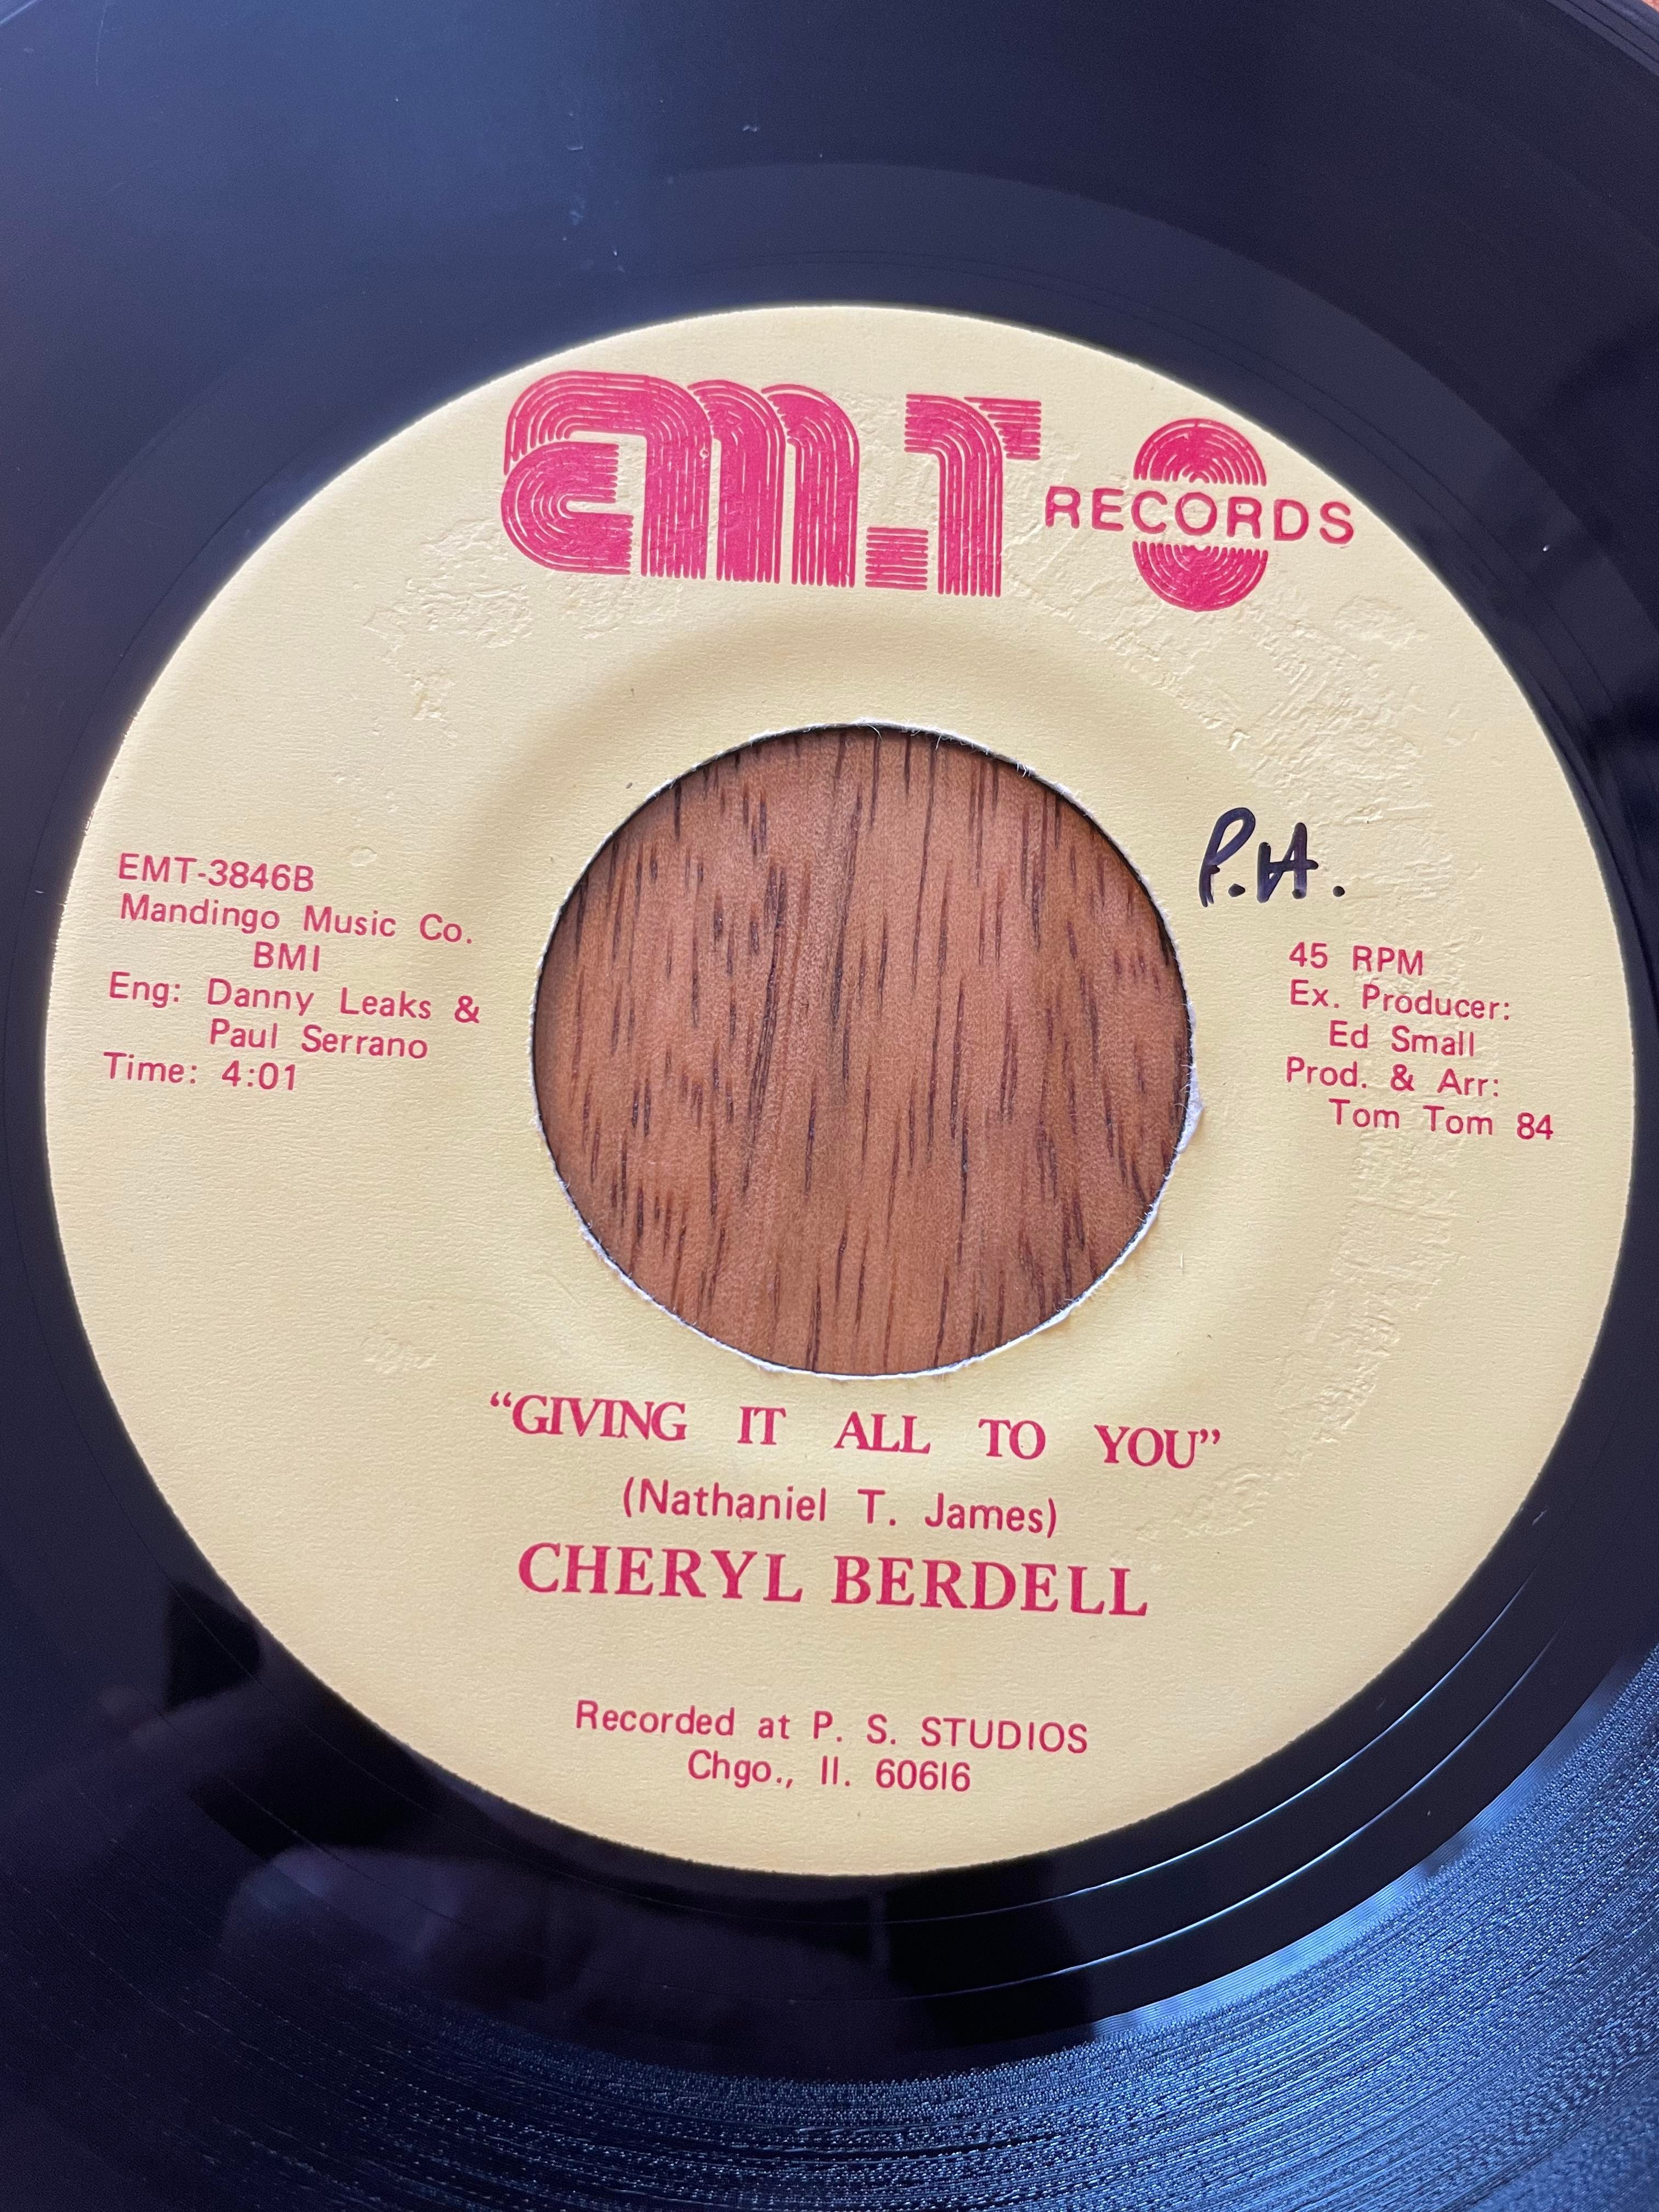 em.t RECORDS
P.H.
EMT-3846B
Mandingo Music Co.
BMI
Eng: Danny Leaks &
Paul Serrano
Time: 4:01
45 RPM
Ex. Producer:
Ed Small
Prod. & Arr:
Tom Tom 84
"GIVING IT ALL TO YOU"
(Nathaniel T. James)
CHERYL BERDELL
Recorded at P. S. STUDIOS
Chgo., Il. 60616